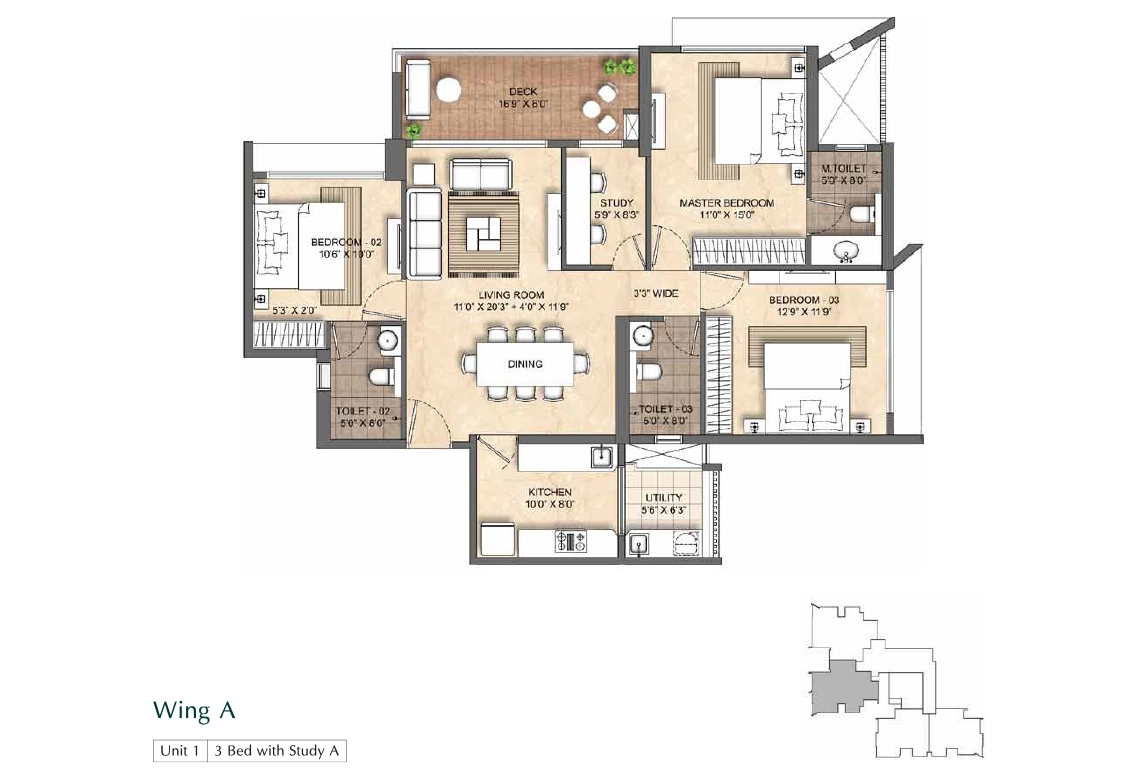 DECK
16'9" X 6'0"
M.TOILET
5'0" X 8'0"
STUDY
5'9" X 8'3"
MASTER BEDROOM
11'0" X 15'0"
BEDROOM - 02
10'6" X 10'0"
LIVING ROOM
11'0" X 20'3" + 4'0" X 11'9"
3'3" WIDE
BEDROOM - 03
12'9" X 11'9"
5'3" X 2'0"
DINING
TOILET - 02
5'0" X 8'0"
TOILET - 03
5'0" X 8'0"
KITCHEN
10'0" X 8'0"
UTILITY
5'6" X 6'3"
Wing A
Unit 1 3 Bed with Study A